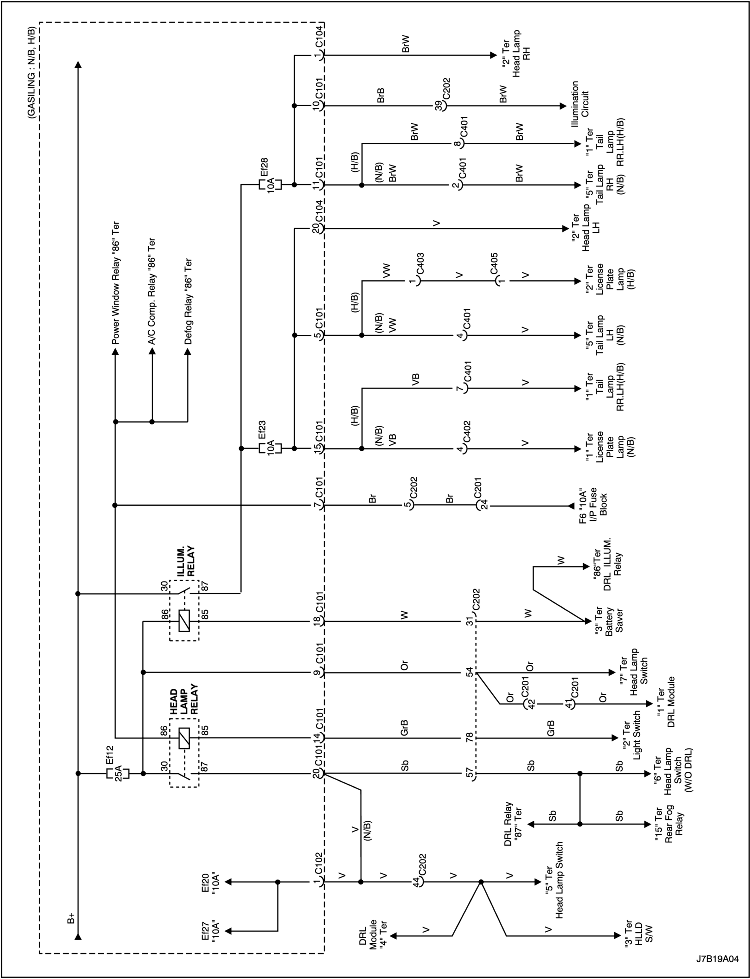 (GASILING : N/B, H/B)
B+
Power Window Relay "86" Ter
A/C Comp. Relay "86" Ter
Defog Relay "86" Ter
Ef12
25A
HEAD
LAMP
RELAY
30
87
86
85
ILLUM.
RELAY
30
87
86
85
Ef23
10A
Ef28
10A
Ef27
"10A"
Ef20
"10A"
1
C102
20
C101
14
C101
9
C101
18
C101
7
C101
15
C101
5
C101
20
C104
11
C101
10
C101
1
C104
V
V
(N/B)
V
44
C202
V
V
V
V
DRL
Module
"4" Ter
"5" Ter
Head Lamp Switch
"3" Ter
HLLD
S/W
Sb
57
Sb
Sb
Sb
Sb
DRL Relay
"87" Ter
"15" Ter
Rear Fog
Relay
"6" Ter
Head Lamp
Switch
(W/O DRL)
GrB
78
GrB
"2" Ter
Light Switch
Or
54
Or
Or
42
C201
Or
41
C201
Or
"1" Ter
DRL Module
"7" Ter
Head Lamp
Switch
W
31
C202
W
W
"3" Ter
Battery
Saver
"86"Ter
DRL ILLUM.
Relay
Br
5
C202
Br
24
C201
F6 "10A"
I/P Fuse
Block
(N/B)
VB
4
C402
V
"1" Ter
License
Plate
Lamp
(N/B)
(H/B)
VB
7
C401
V
"1" Ter
Tail
Lamp
RR.LH(H/B)
(N/B)
VW
4
C401
V
"5" Ter
Tail Lamp
LH
(N/B)
(H/B)
VW
1
C403
V
1
C405
V
"2" Ter
License
Plate
Lamp
(H/B)
V
"2" Ter
Head Lamp
LH
(N/B)
BrW
2
C401
BrW
"5" Ter
Tail Lamp
RH
(N/B)
(H/B)
BrW
8
C401
BrW
"1" Ter
Tail
Lamp
RR.LH(H/B)
BrB
39
C202
BrW
Illumination
Circuit
BrW
"2" Ter
Head Lamp
RH
J7B19A04